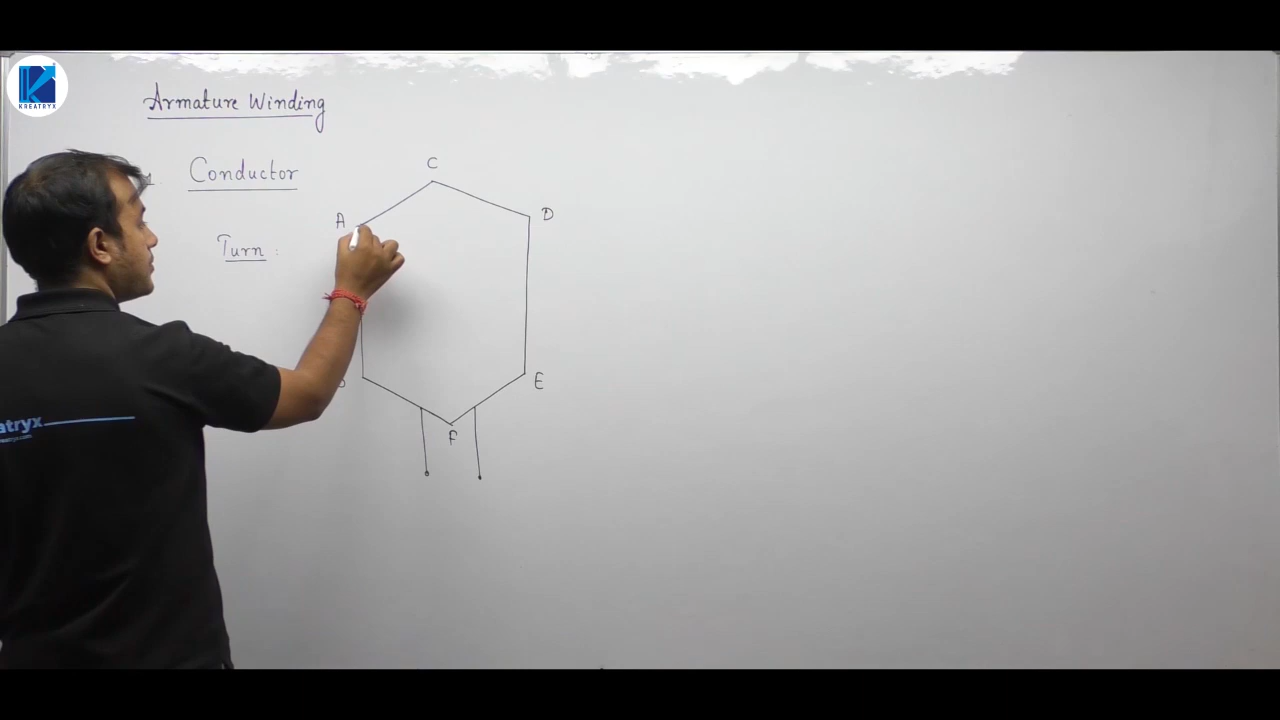 KREATRYX
Armature Winding
Conductor
C
A
D
Turn :
E
atryx
F